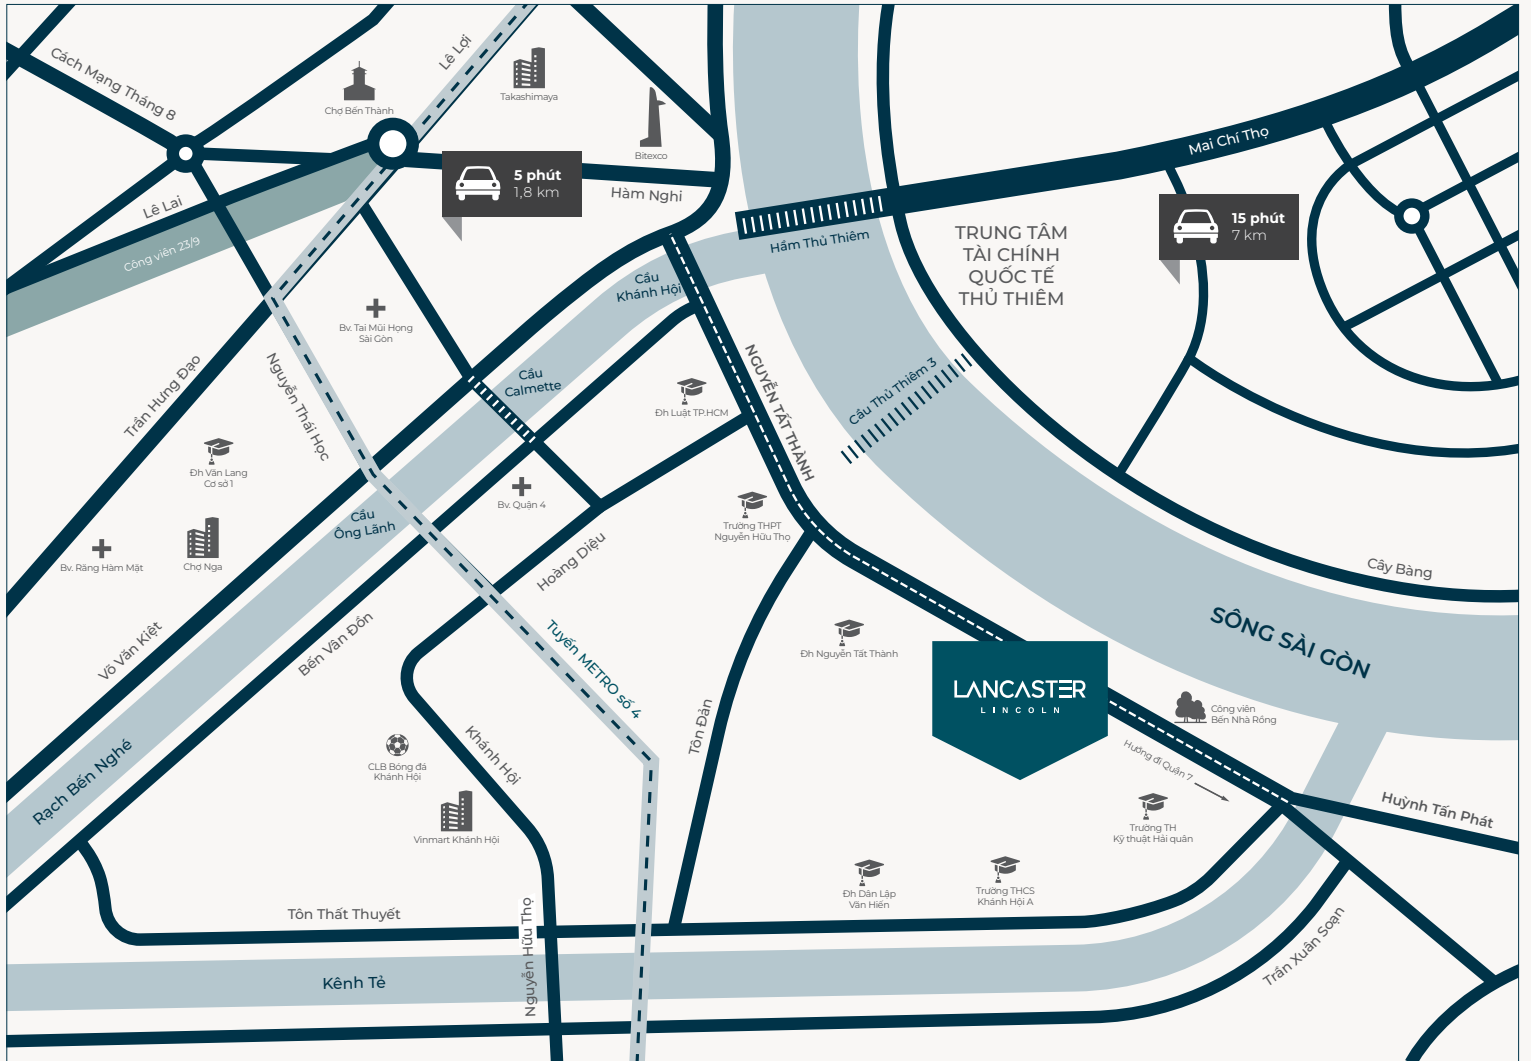 Cách Mạng Tháng 8
Lê Lợi
Chợ Bến Thành
Takashimaya
Bitexco
5 phút
1,8 km
Hàm Nghi
Mai Chí Thọ
Lê Lai
Công viên 23/9
Hầm Thủ Thiêm
TRUNG TÂM
TÀI CHÍNH
QUỐC TẾ
THỦ THIÊM
15 phút
7 km
Cầu
Khánh Hội
Bv. Tai Mũi Họng
Sài Gòn
Trần Hưng Đạo
Nguyễn Thái Học
Cầu
Calmette
Đh Luật TP.HCM
NGUYỄN TẤT THÀNH
Cầu Thủ Thiêm 3
Đh Văn Lang
Cơ sở 1
Bv. Quận 4
Cầu
Ông Lãnh
Trường THPT
Nguyễn Hữu Thọ
Bv. Răng Hàm Mặt
Chợ Nga
Hoàng Diệu
Cây Bàng
Võ Văn Kiệt
Bến Vân Đồn
Tuyến METRO số 4
Đh Nguyễn Tất Thành
SÔNG SÀI GÒN
LANCASTER
LINCOLN
Công viên
Bến Nhà Rồng
Tôn Đản
Khánh Hội
Rạch Bến Nghé
CLB Bóng đá
Khánh Hội
Hướng đi Quận 7
Huỳnh Tấn Phát
Vinmart Khánh Hội
Trường TH
Kỹ thuật Hải quân
Đh Dân Lập
Văn Hiến
Trường THCS
Khánh Hội A
Tôn Thất Thuyết
Nguyễn Hữu Thọ
Trần Xuân Soạn
Kênh Tẻ